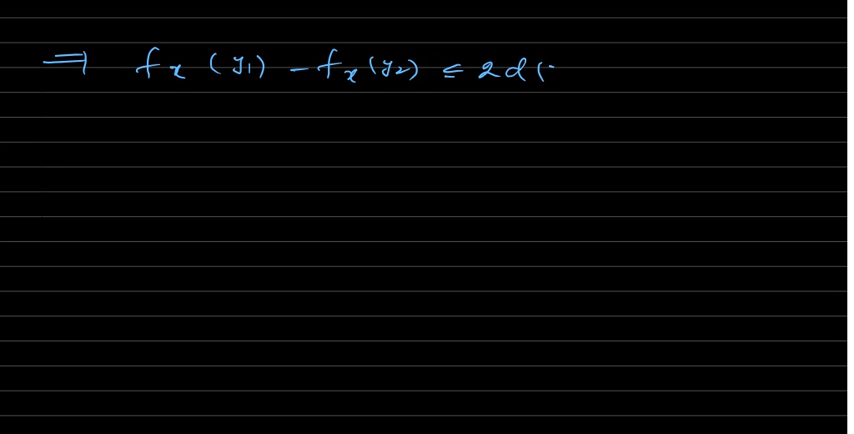 ⇒ fₓ(y₁) - fₓ(y₂) ≤ 2d(